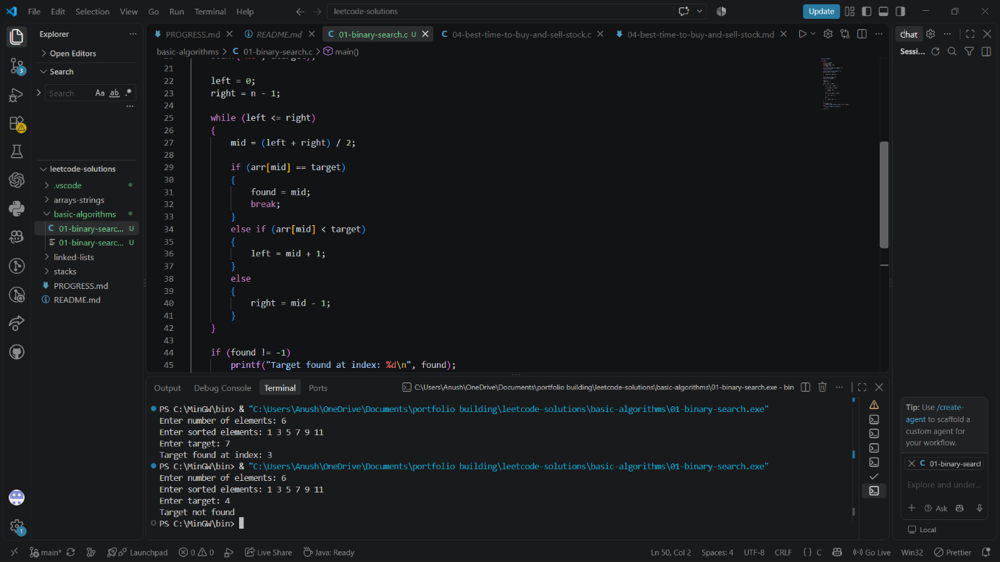 File Edit Selection View Go Run Terminal Help
leetcode-solutions
Update
Explorer
PROGRESS.md
README.md
C 01-binary-search.c U
C 04-best-time-to-buy-and-sell-stock.c
04-best-time-to-buy-and-sell-stock.md
Chat
Open Editors
basic-algorithms > C 01-binary-search.c > main()
Sessi...
Search
Search
Aa ab .*
leetcode-solutions
.vscode
arrays-strings
basic-algorithms
C 01-binary-searc... U
01-binary-searc... U
linked-lists
stacks
PROGRESS.md
README.md
21
22 left = 0;
23 right = n - 1;
24
25 while (left <= right)
26 {
27 mid = (left + right) / 2;
28
29 if (arr[mid] == target)
30 {
31 found = mid;
32 break;
33 }
34 else if (arr[mid] < target)
35 {
36 left = mid + 1;
37 }
38 else
39 {
40 right = mid - 1;
41 }
42 }
43
44 if (found != -1)
45 printf("Target found at index: %d\n", found);
Output Debug Console Terminal Ports
C:\Users\Anush\OneDrive\Documents\portfolio building\leetcode-solutions\basic-algorithms\01-binary-search.exe - bin
PS C:\MinGW\bin> & "C:\Users\Anush\OneDrive\Documents\portfolio building\leetcode-solutions\basic-algorithms\01-binary-search.exe"
Enter number of elements: 6
Enter sorted elements: 1 3 5 7 9 11
Enter target: 7
Target found at index: 3
PS C:\MinGW\bin> & "C:\Users\Anush\OneDrive\Documents\portfolio building\leetcode-solutions\basic-algorithms\01-binary-search.exe"
Enter number of elements: 6
Enter sorted elements: 1 3 5 7 9 11
Enter target: 4
Target not found
PS C:\MinGW\bin>
Tip: Use /create-
agent to scaffold a
custom agent for
your workflow.
C 01-binary-searcl
Explore and under...
Ask
Local
3
1
main* Launchpad 0 0 Live Share Java: Ready
Ln 50, Col 2 Spaces: 4 UTF-8 CRLF { } C Go Live Win32 Prettier